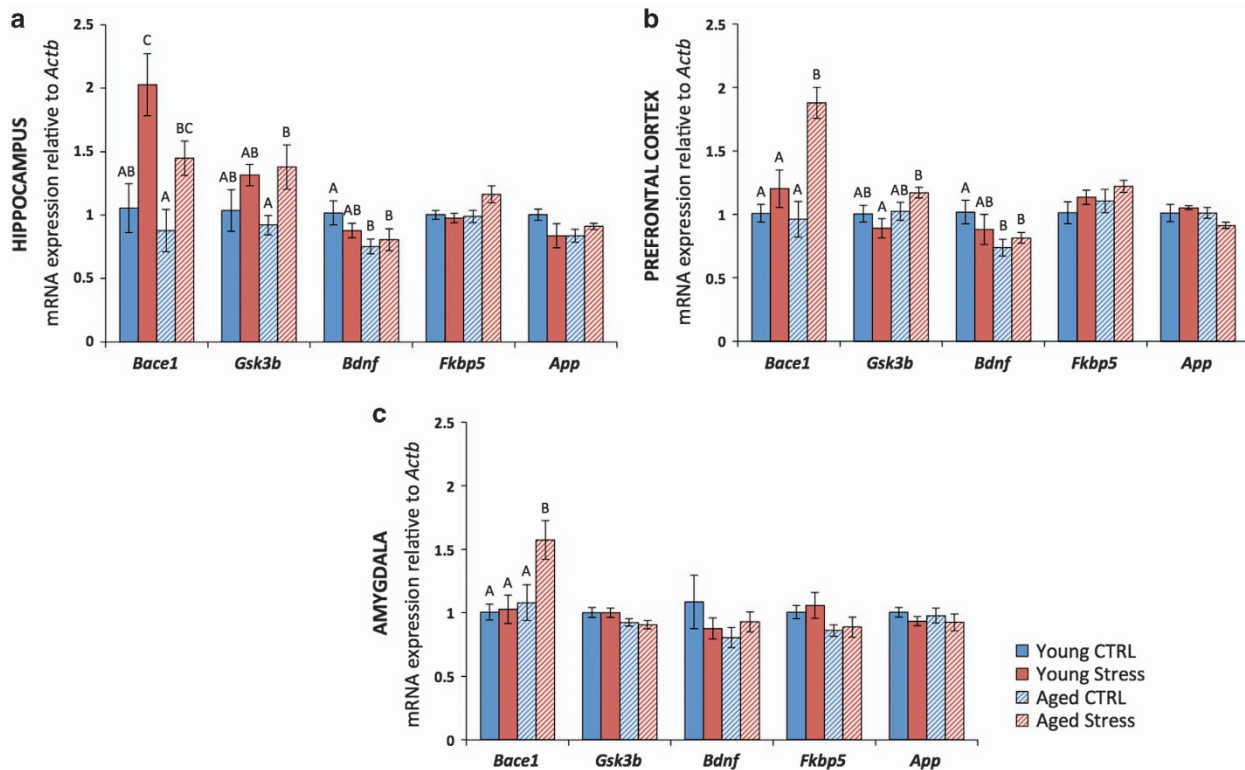 a
HIPPOCAMPUS
mRNA expression relative to Actb
2.5
2
1.5
1
0.5
0
AB C BC A
AB AB A B
A AB B B
Bace1 Gsk3b Bdnf Fkbp5 App
b
PREFRONTAL CORTEX
mRNA expression relative to Actb
2.5
2
1.5
1
0.5
0
A A A B
AB A AB B
A AB B B
Bace1 Gsk3b Bdnf Fkbp5 App
c
AMYGDALA
mRNA expression relative to Actb
2.5
2
1.5
1
0.5
0
A A A B
Bace1 Gsk3b Bdnf Fkbp5 App
Young CTRL
Young Stress
Aged CTRL
Aged Stress